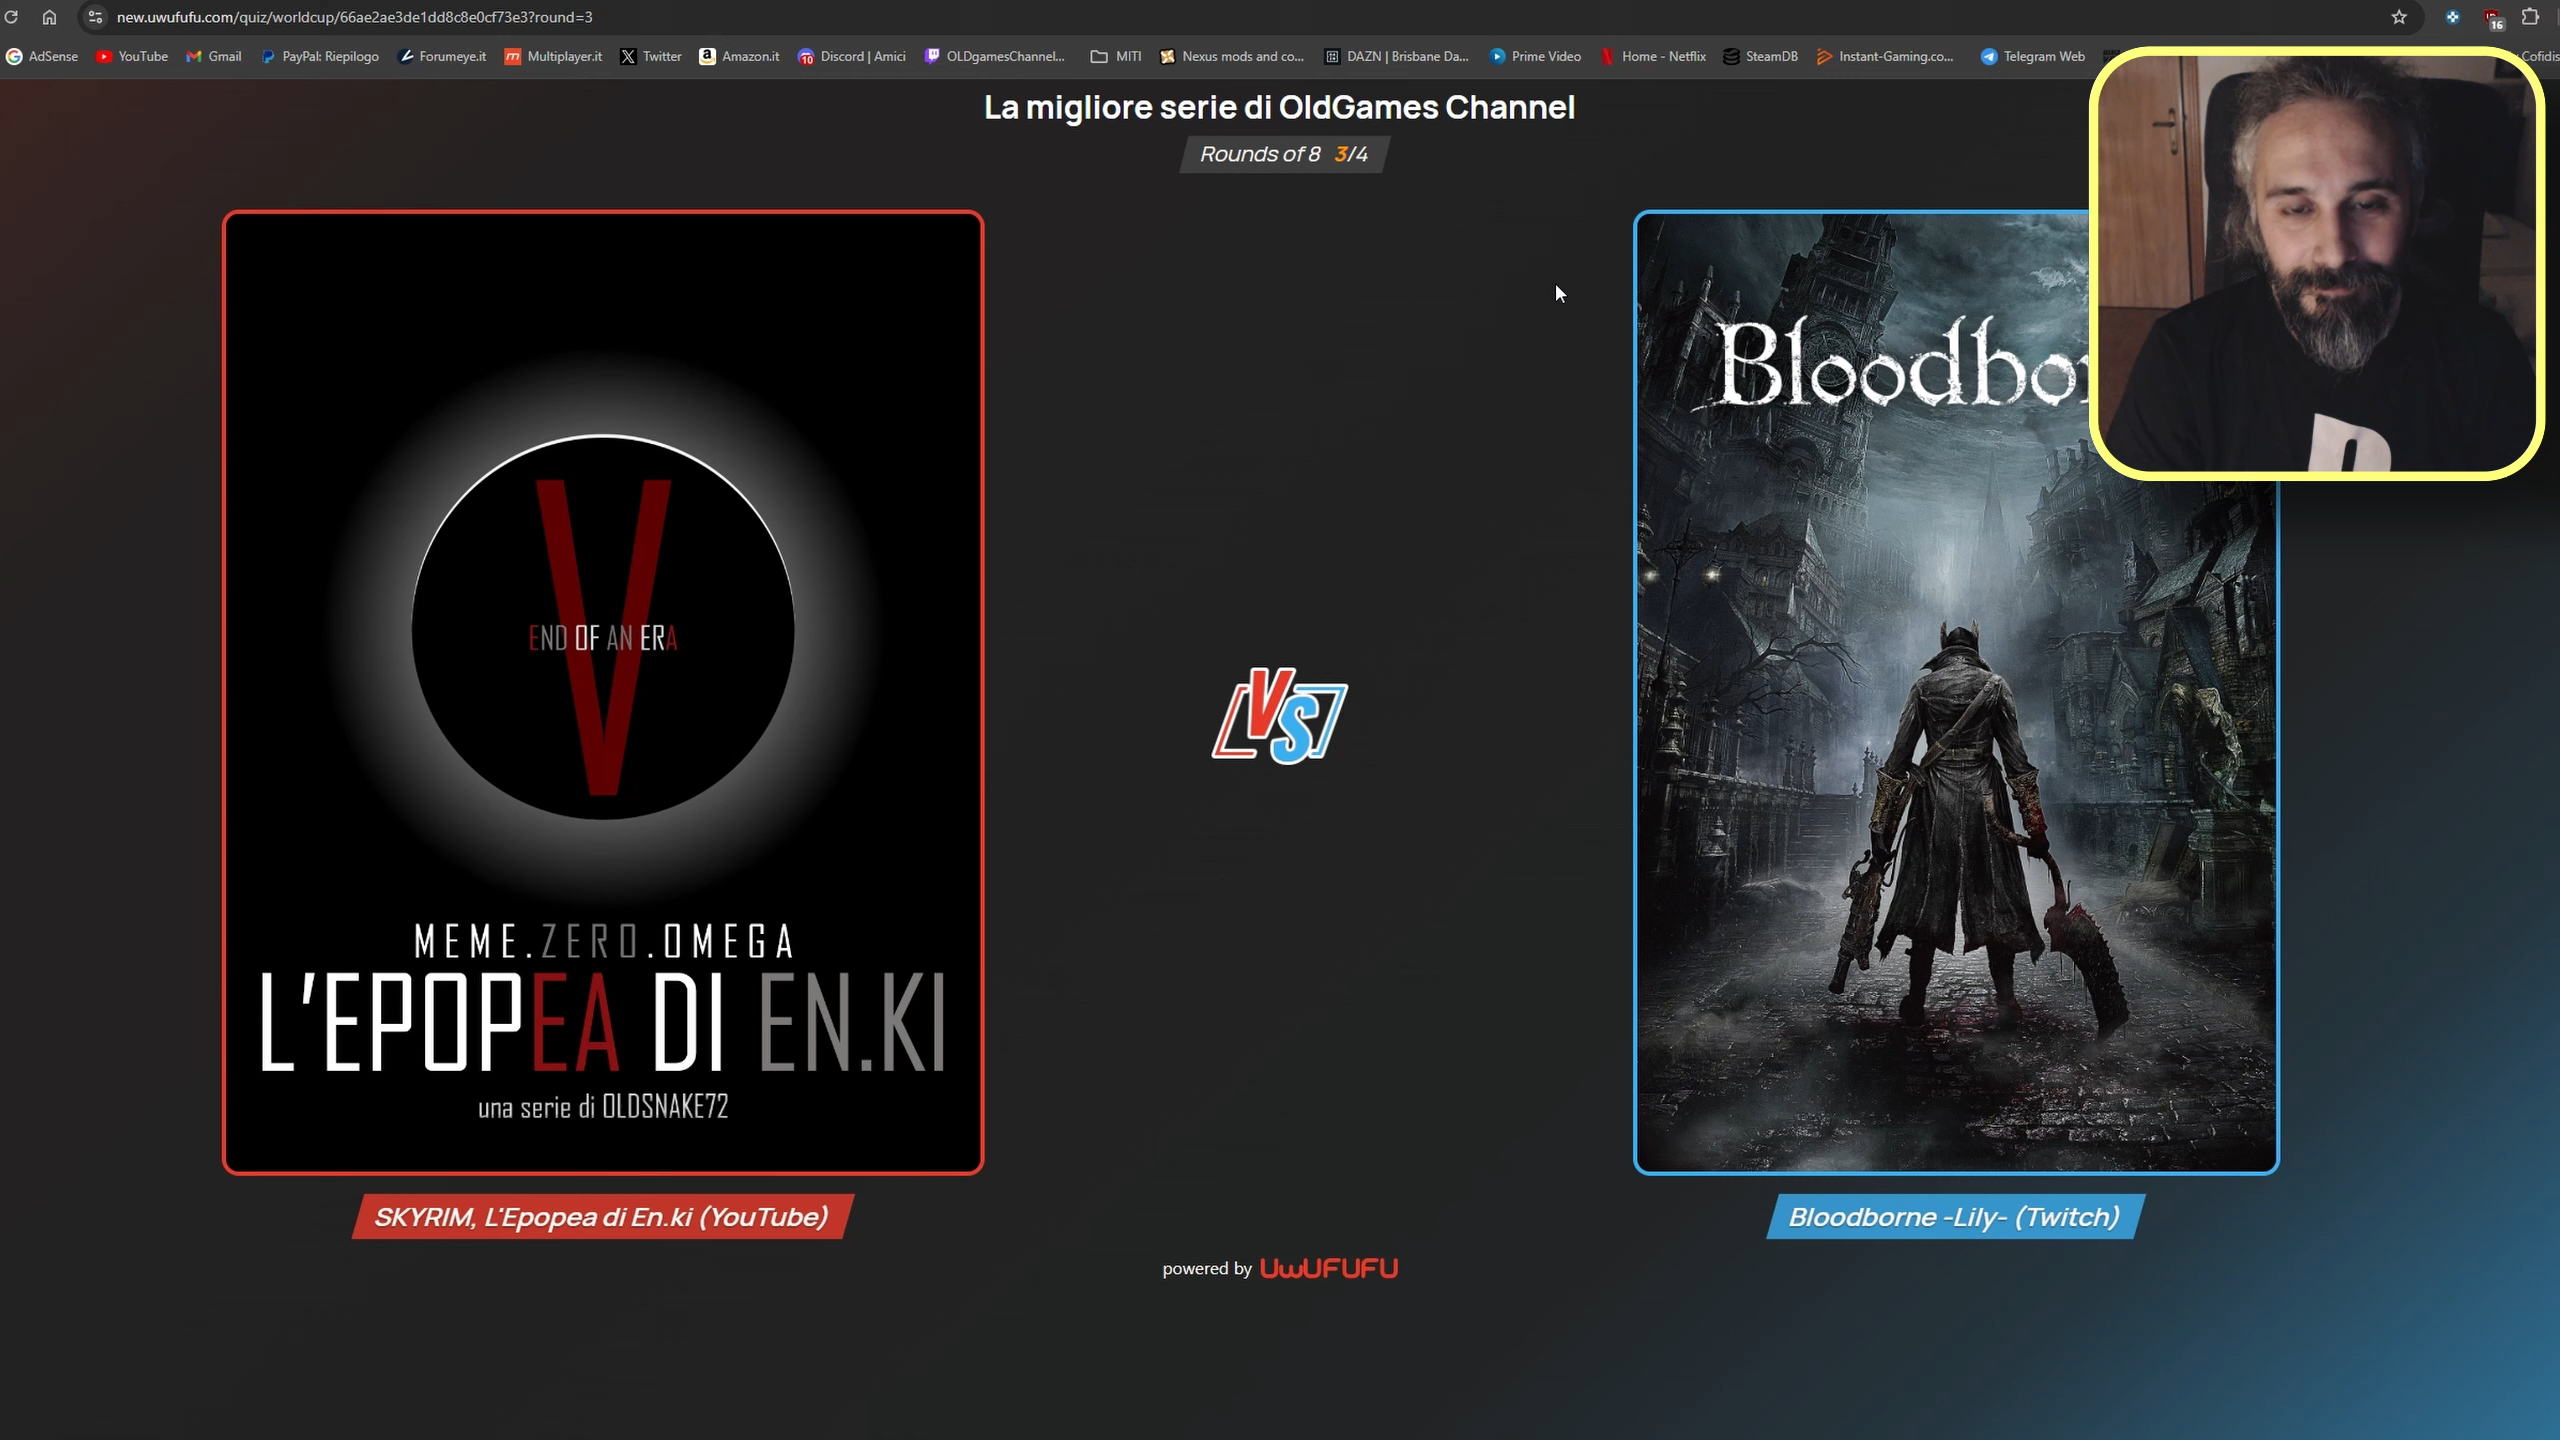 new.uwufufu.com/quiz/worldcup/66ae2ae3de1dd8c8e0cf73e3?round=3
16
AdSense YouTube Gmail PayPal: Riepilogo Forumeye.it Multiplayer.it Twitter Amazon.it 10 Discord | Amici OLDgamesChannel... MITI Nexus mods and co... DAZN | Brisbane Da... Prime Video Home - Netflix SteamDB Instant-Gaming.co... Telegram Web Cofidis
La migliore serie di OldGames Channel
Rounds of 8 3/4
V
END OF AN ERA
MEME.ZERO.OMEGA
L'EPOPEA DI EN.KI
una serie di OLDSNAKE72
SKYRIM, L'Epopea di En.ki (YouTube)
VS
Bloodbor
Bloodborne -Lily- (Twitch)
powered by UwUFUFU